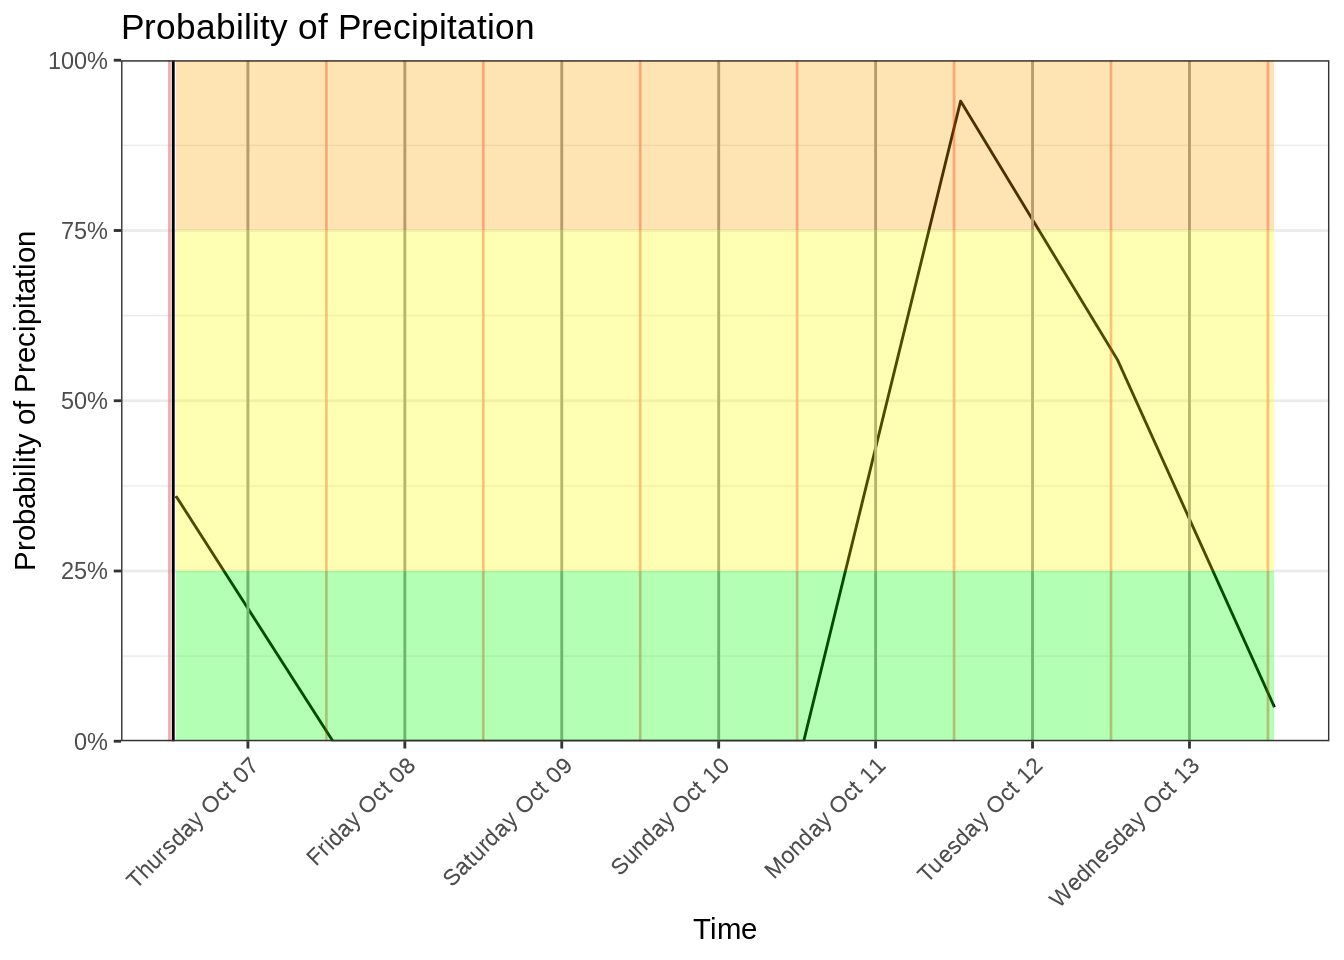 Probability of Precipitation
Probability of Precipitation
100%
75%
50%
25%
0%
Thursday Oct 07
Friday Oct 08
Saturday Oct 09
Sunday Oct 10
Monday Oct 11
Tuesday Oct 12
Wednesday Oct 13
Time